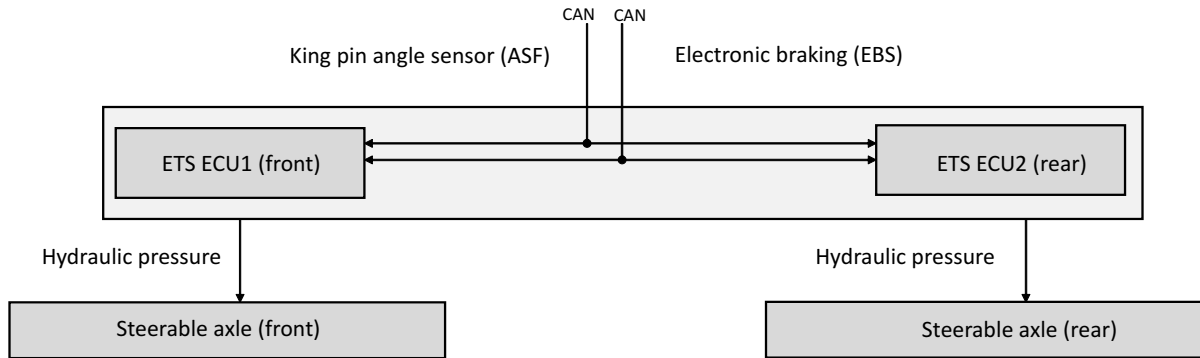 CAN CAN
King pin angle sensor (ASF) Electronic braking (EBS)
ETS ECU1 (front) ETS ECU2 (rear)
Hydraulic pressure Hydraulic pressure
Steerable axle (front) Steerable axle (rear)